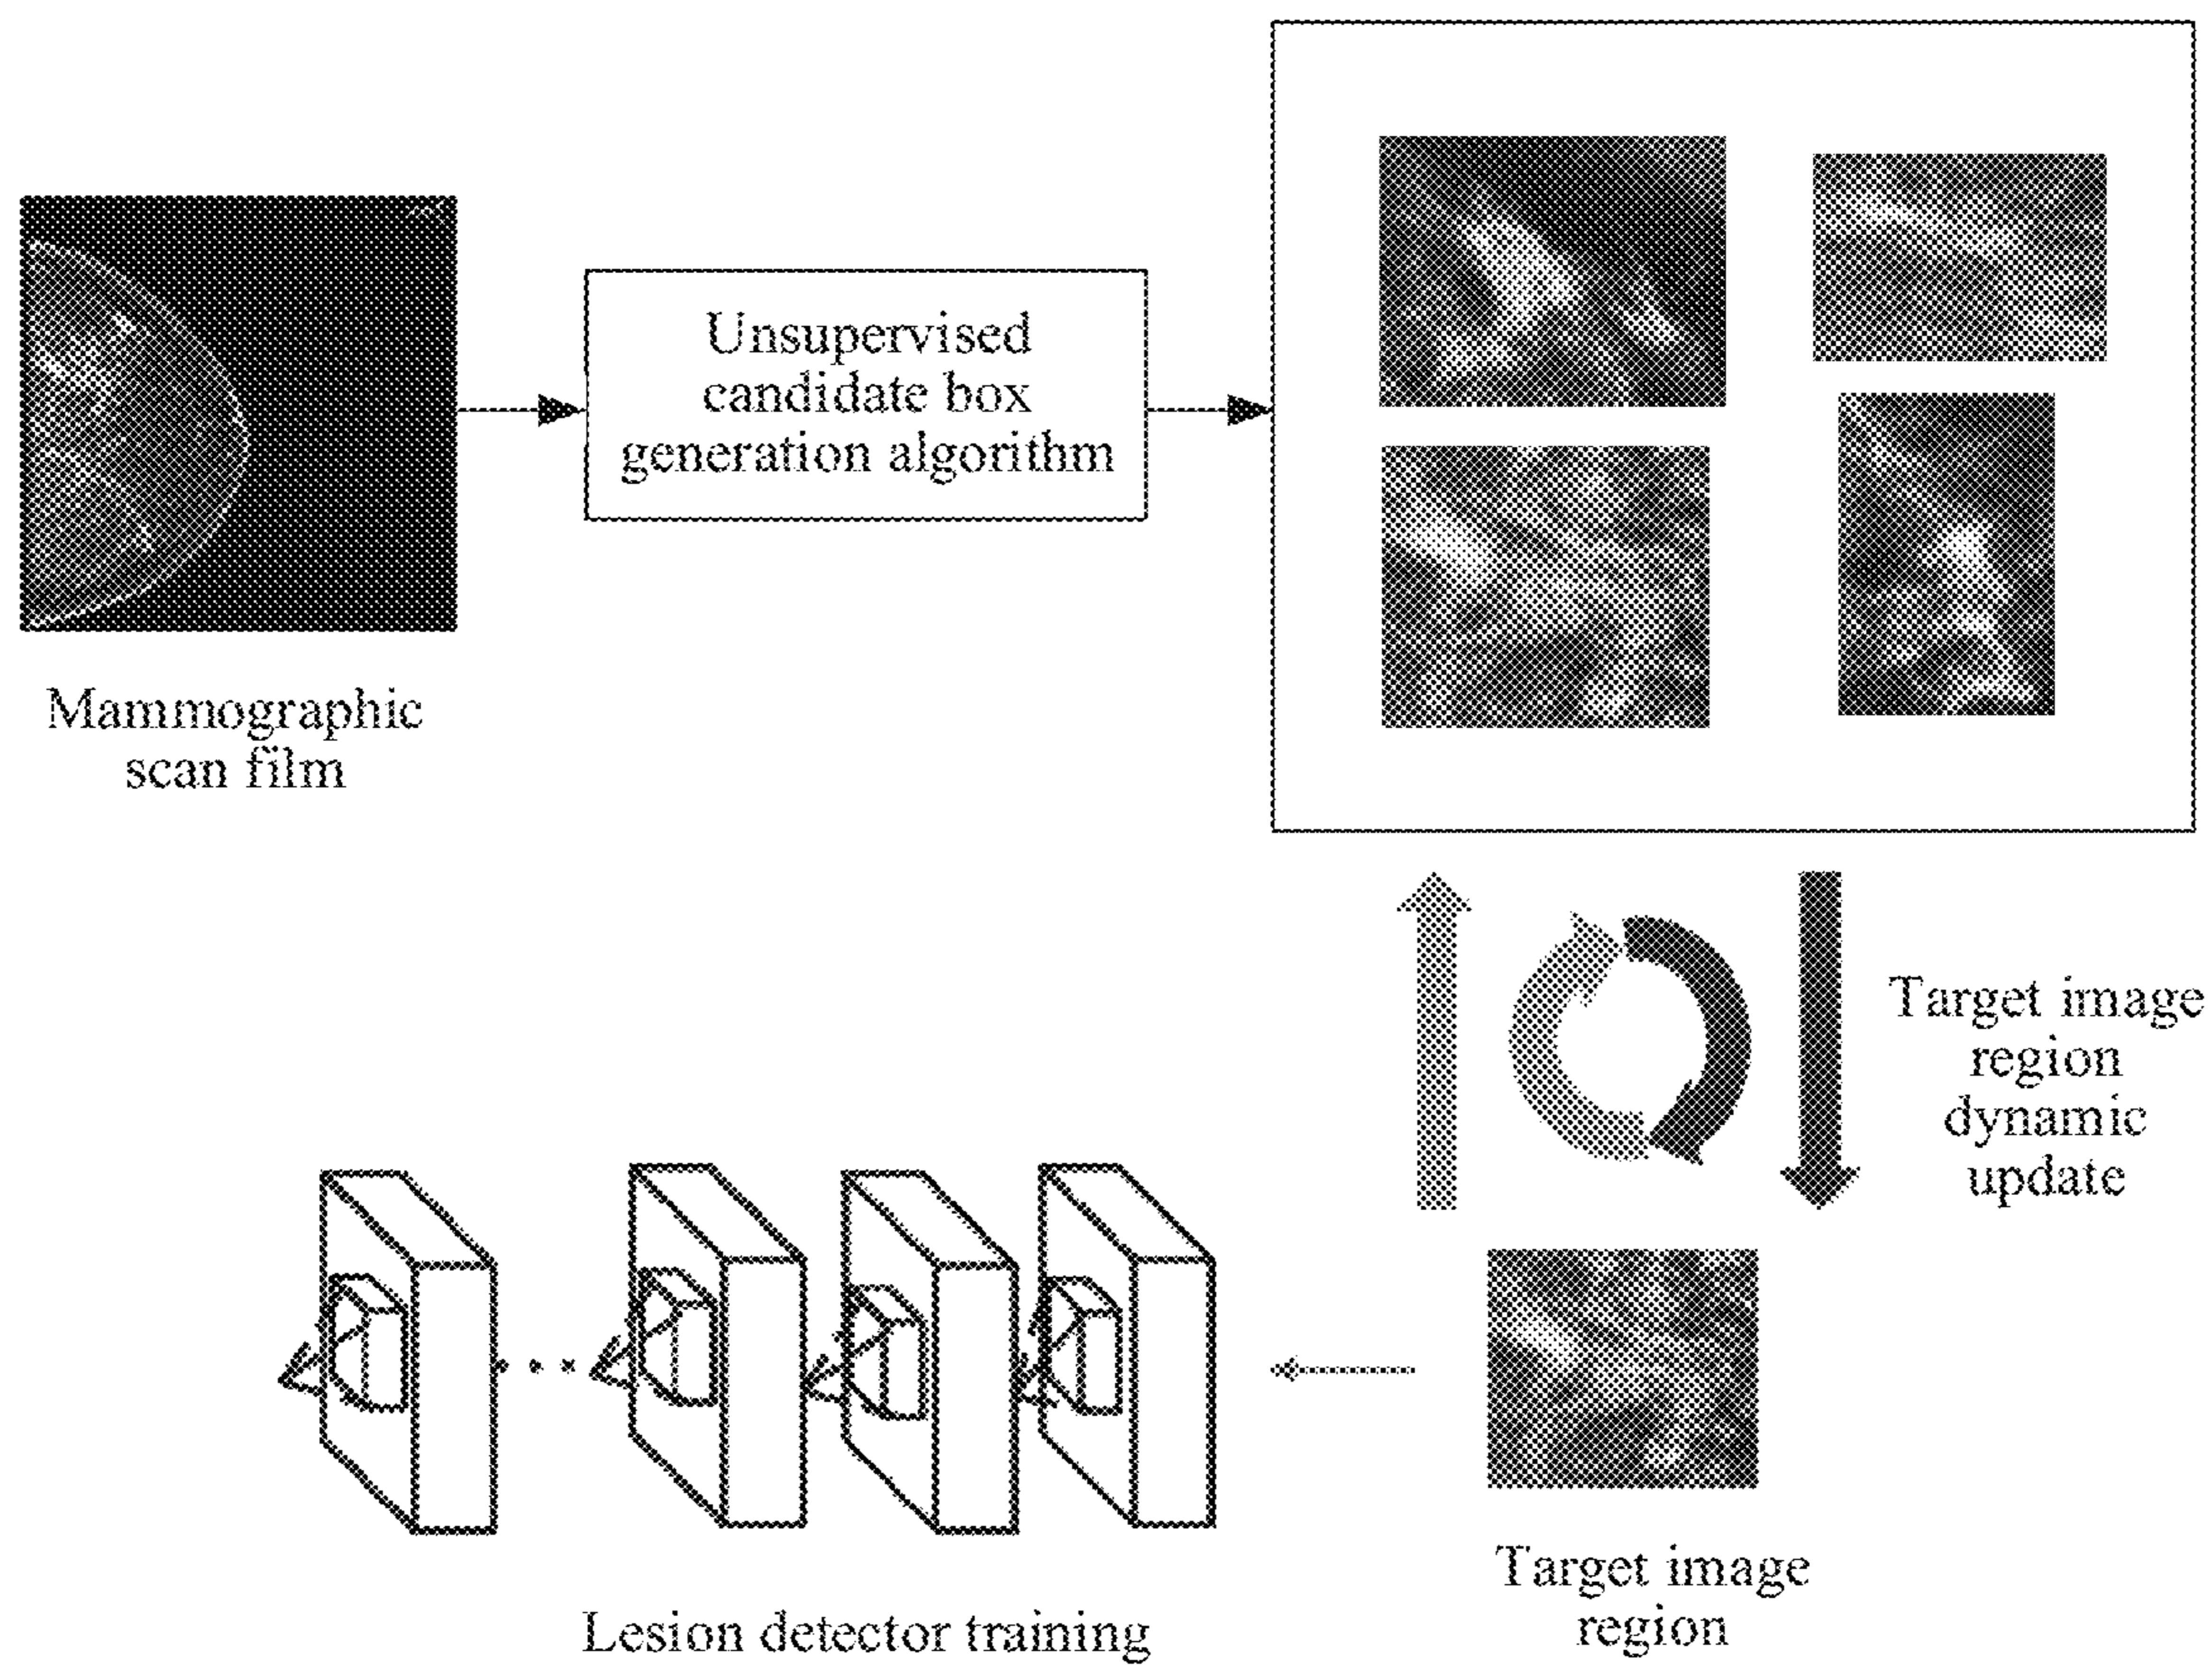 Unsupervised
candidate box
generation algorithm
Mammographic
scan film
Target image
region
dynamic
update
Target image
region
Lesion detector training